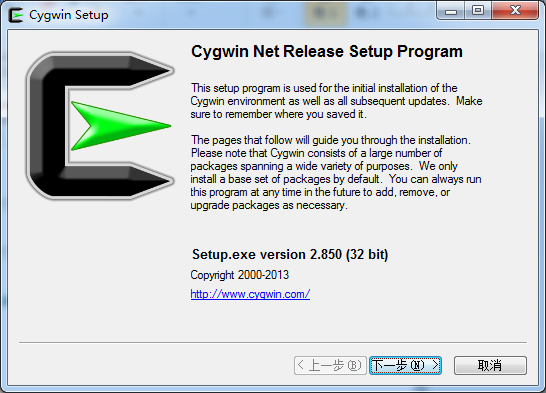 Cygwin Setup
Cygwin Net Release Setup Program
This setup program is used for the initial installation of the
Cygwin environment as well as all subsequent updates. Make
sure to remember where you saved it.
The pages that follow will guide you through the installation.
Please note that Cygwin consists of a large number of
packages spanning a wide variety of purposes. We only
install a base set of packages by default. You can always run
this program at any time in the future to add, remove, or
upgrade packages as necessary.
Setup.exe version 2.850 (32 bit)
Copyright 2000-2013
http://www.cygwin.com/
< 上一步(B) 下一步(N) > 取消